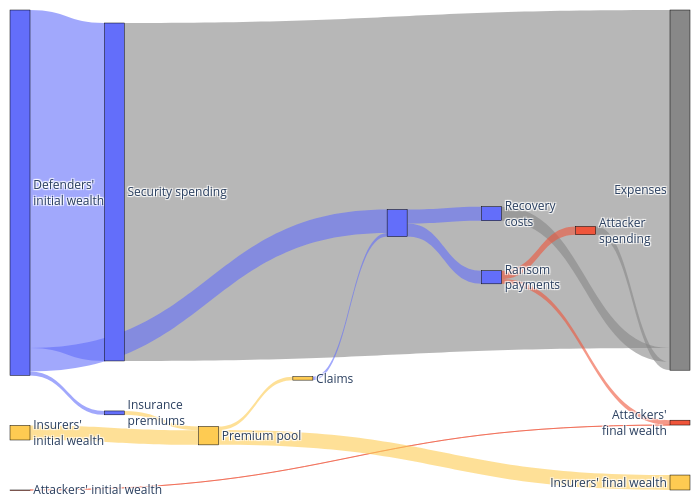 Defenders'
initial wealth
Security spending
Expenses
Recovery
costs
Attacker
spending
Ransom
payments
Claims
Insurance
premiums
Attackers'
final wealth
Insurers'
initial wealth
Premium pool
Insurers' final wealth
Attackers' initial wealth